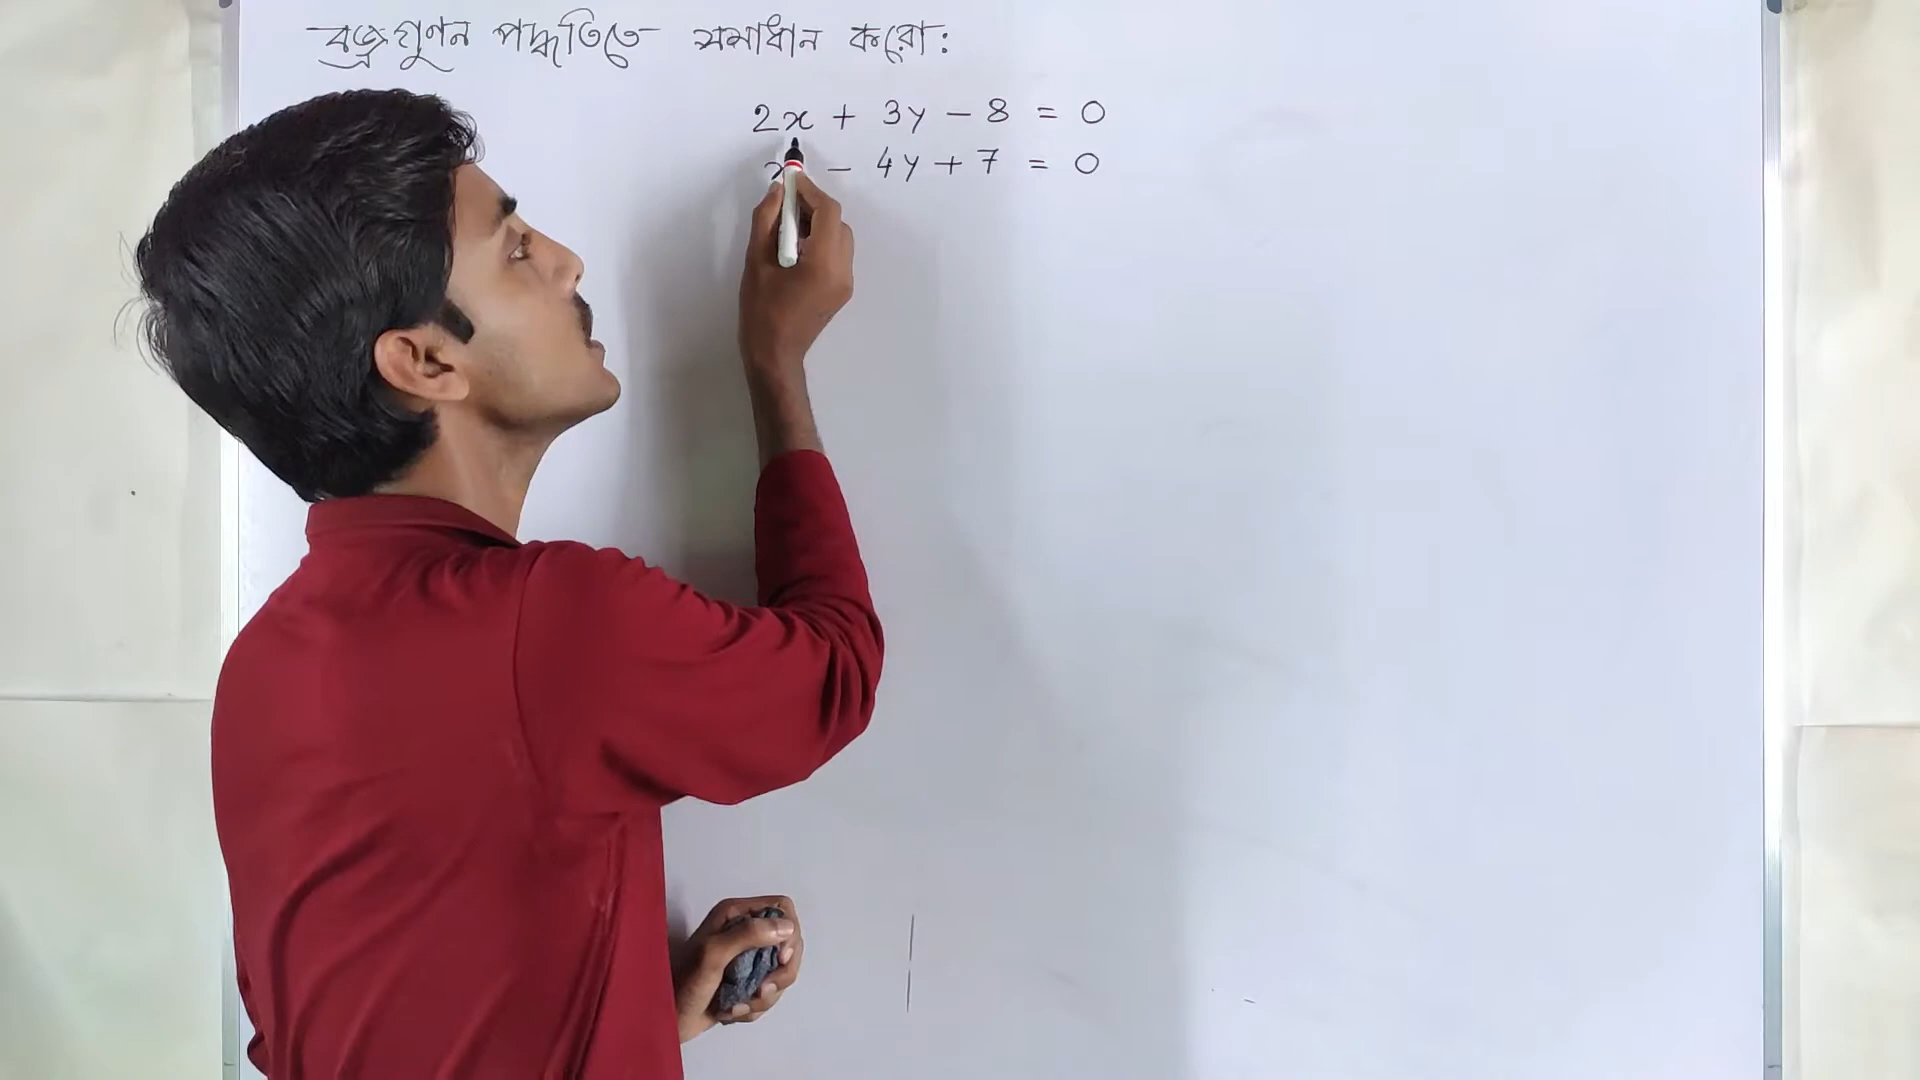 বজ্রগুণন পদ্ধতিতে সমাধান করো:
2x + 3y - 8 = 0
x - 4y + 7 = 0